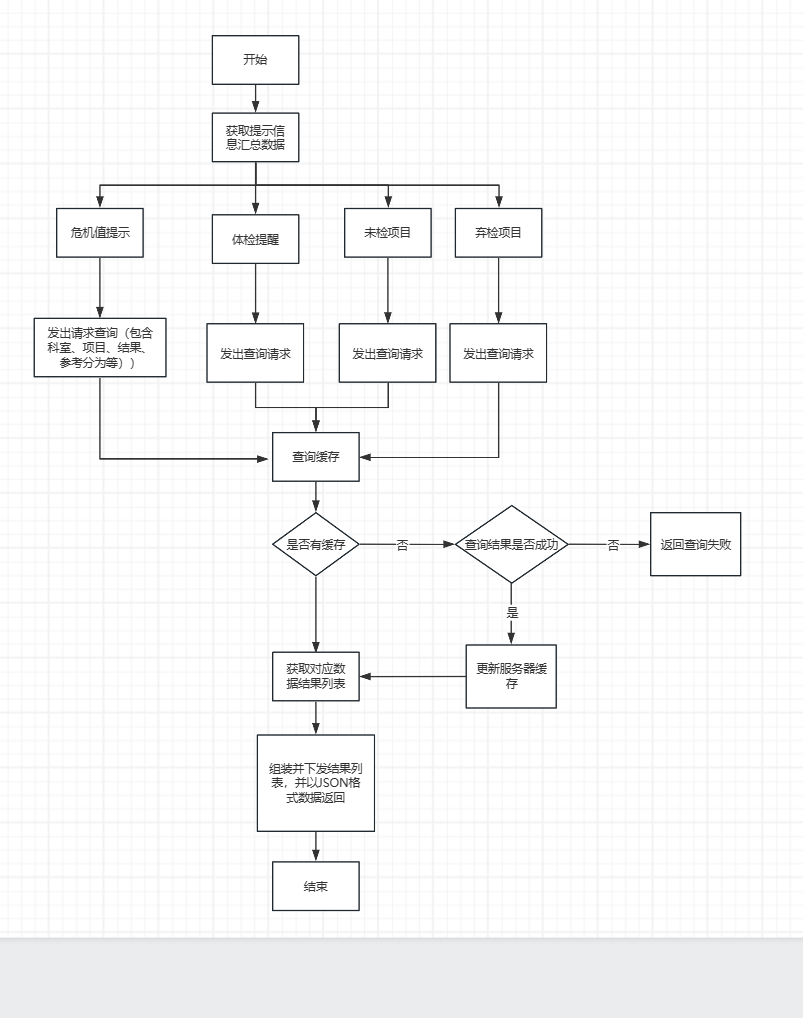 开始
获取提示信
息汇总数据
危机值提示
体检提醒
未检项目
弃检项目
发出请求查询（包含
科室、项目、结果、
参考分为等））
发出查询请求
发出查询请求
发出查询请求
查询缓存
是否有缓存
否
查询结果是否成功
否
返回查询失败
是
获取对应数
据结果列表
更新服务器缓
存
组装并下发结果列
表，并以JSON格
式数据返回
结束